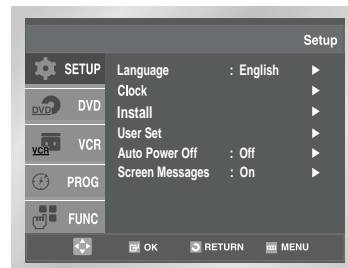 Setup
SETUP
DVD DVD
VCR VCR
PROG
FUNC
Language : English
Clock
Install
User Set
Auto Power Off : Off
Screen Messages : On
OK RETURN MENU